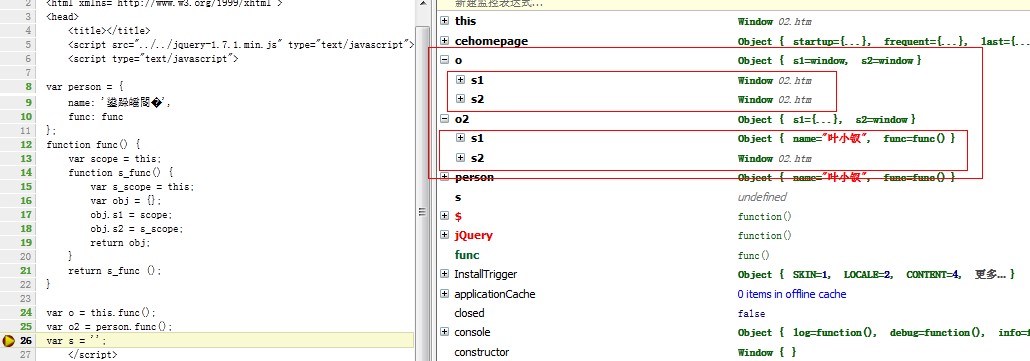 2 <html xmlns="http://www.w3.org/1999/xhtml">
3 <head>
4 <title></title>
5 <script src="../../jquery-1.7.1.min.js" type="text/javascript">
6 <script type="text/javascript">
7
8 var person = {
9 name: '
10 func: func
11 };
12 function func() {
13 var scope = this;
14 function s_func() {
15 var s_scope = this;
16 var obj = {};
17 obj.s1 = scope;
18 obj.s2 = s_scope;
19 return obj;
20 }
21 return s_func ();
22 }
23
24 var o = this.func();
25 var o2 = person.func();
26 var s = '';
27 </script>
新建监控表达式...
this Window 02.htm
cehomepage Object { startup={...}, frequent={...}, last={...
o Object { s1=window, s2=window }
s1 Window 02.htm
s2 Window 02.htm
o2 Object { s1={...}, s2=window }
s1 Object { name="叶小钗", func=func() }
s2 Window 02.htm
person Object { name="叶小钗", func=func() }
s undefined
$ function()
jQuery function()
func func()
InstallTrigger Object { SKIN=1, LOCALE=2, CONTENT=4, 更多... }
applicationCache 0 items in offline cache
closed false
console Object { log=function(), debug=function(), info=f
constructor Window { }